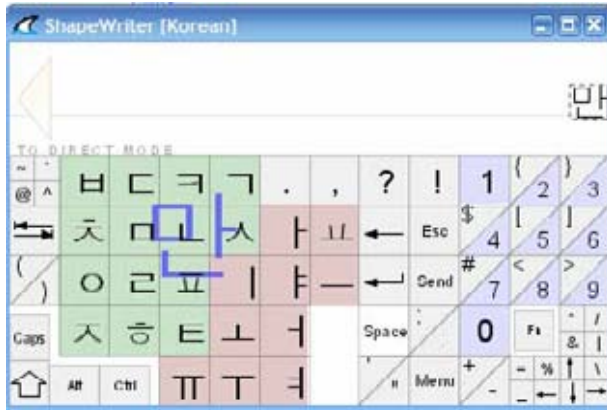 ShapeWriter [Korean]
만
TO DIRECT MODE
~ @ ^ ㅂ ㄷ ㅋ ㄱ . , ? ! 1 ( 2 ) 3
ㅊ ㅁ ㄴ ㅅ ㅏ ㅛ ← Esc $ 4 [ 5 ] 6
( ) ㅇ ㄹ ㅍ ㅣ ㅑ ㅡ Send # 7 < 8 > 9
Caps ㅈ ㅎ ㅌ ㅗ ㅓ Space 0 Fn / & |
Alt Ctrl ㅠ ㅜ ㅕ " Menu + - = % \ _ ← ↑ ↓ →